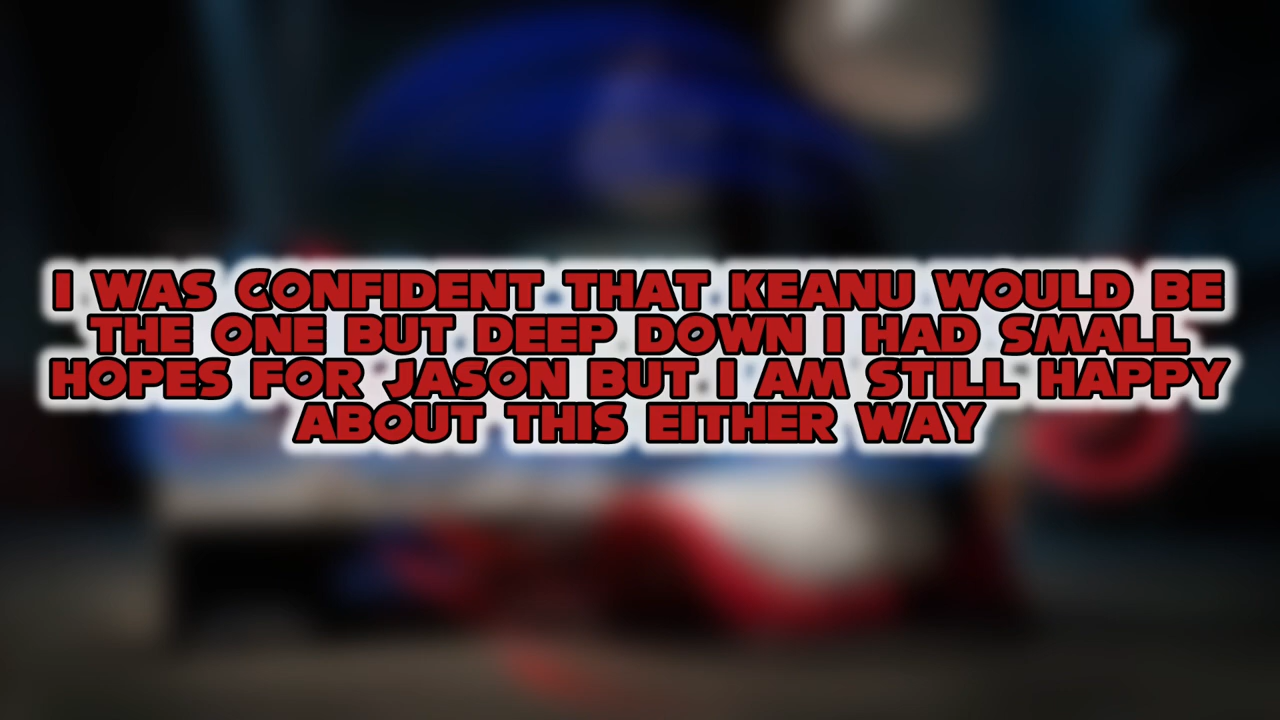 I WAS CONFIDENT THAT KEANU WOULD BE
THE ONE BUT DEEP DOWN I HAD SMALL
HOPES FOR JASON BUT I AM STILL HAPPY
ABOUT THIS EITHER WAY